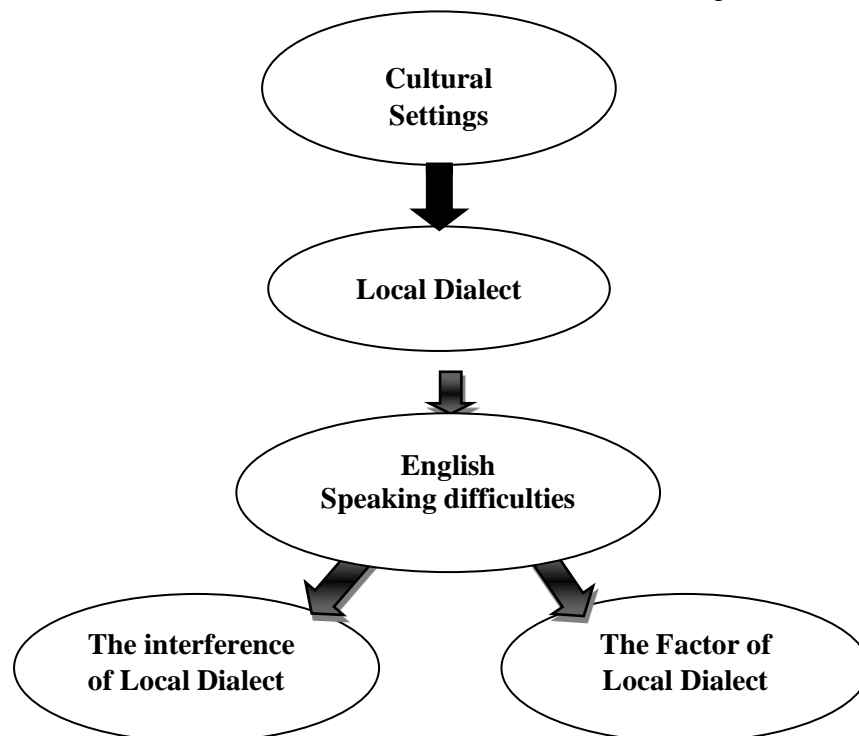 Cultural
Settings
Local Dialect
English
Speaking difficulties
The interference
of Local Dialect
The Factor of
Local Dialect